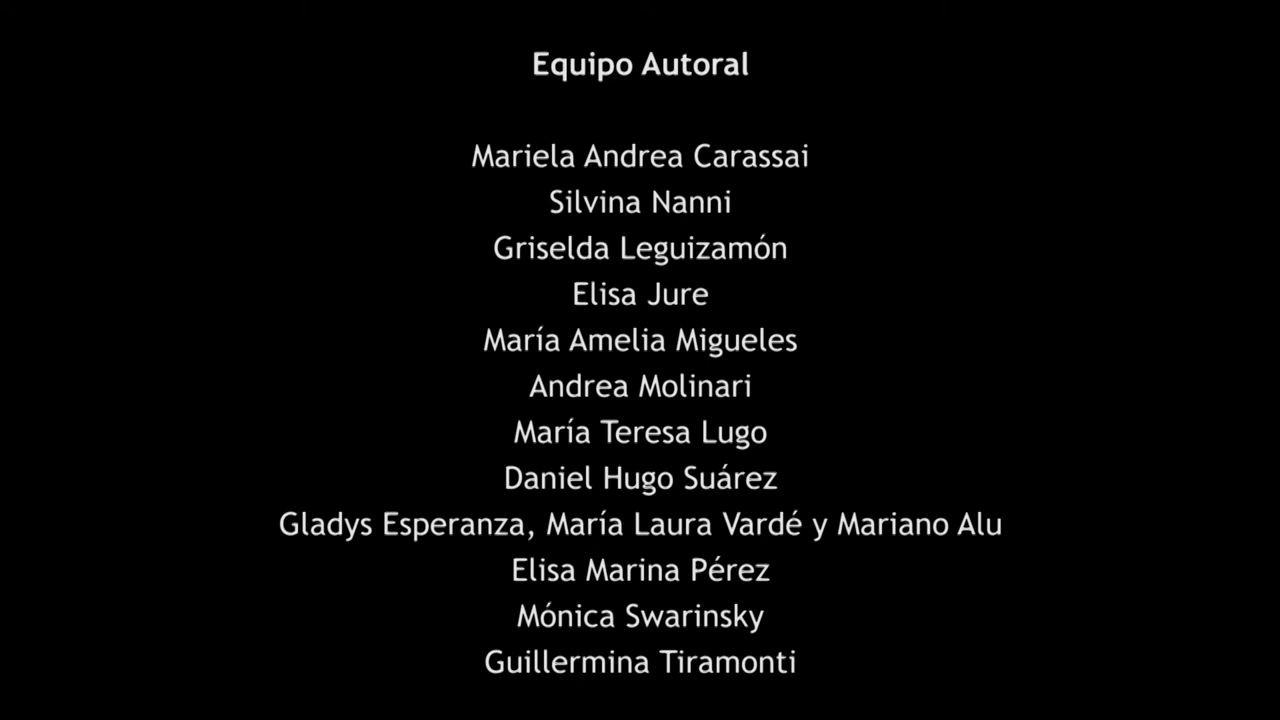 Equipo Autoral
Mariela Andrea Carassai
Silvina Nanni
Griselda Leguizamón
Elisa Jure
María Amelia Migueles
Andrea Molinari
María Teresa Lugo
Daniel Hugo Suárez
Gladys Esperanza, María Laura Vardé y Mariano Alu
Elisa Marina Pérez
Mónica Swarinsky
Guillermina Tiramonti